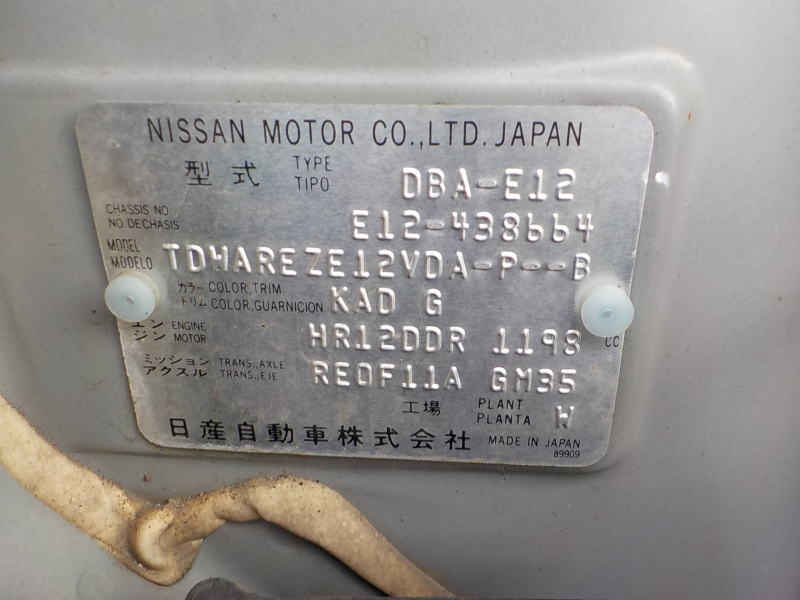 NISSAN MOTOR CO.,LTD. JAPAN
型式 TYPE TIPO DBA-E12
CHASSIS NO
NO DECHASIS E12-438664
MODEL
MODELO TDWAREZE12VDA-P--B
カラー COLOR,TRIM
トリム COLOR,GUARNICION KAD G
エンジン ENGINE MOTOR HR12DDR 1198 CC
ミッション TRANS.,AXLE
アクスル TRANS.,EJE RE0F11A GM35
工場 PLANT PLANTA W
日産自動車株式会社 MADE IN JAPAN
89909